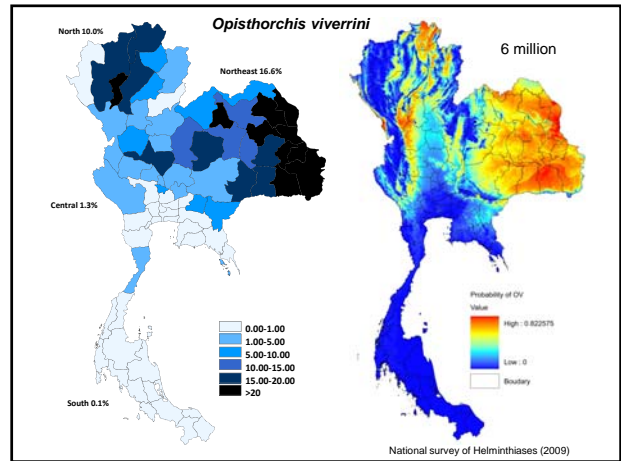 Opisthorchis viverrini
North 10.0%
6 million
Northeast 16.6%
Central 1.3%
South 0.1%
0.00-1.00
1.00-5.00
5.00-10.00
10.00-15.00
15.00-20.00
>20
Probability of OV
Value
High : 0.822575
Low : 0
Boudary
National survey of Helminthiases (2009)